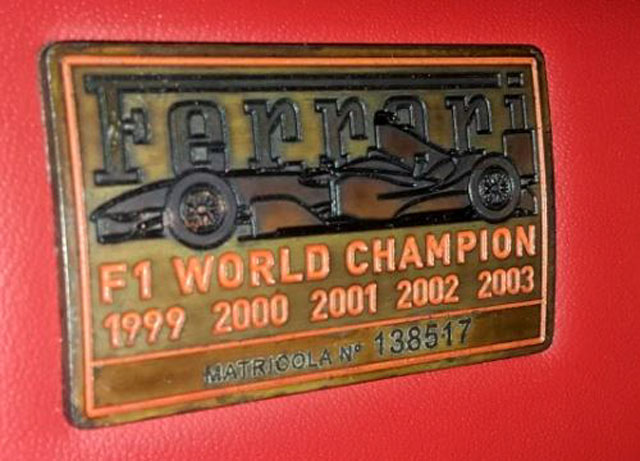 Ferrari
F1 WORLD CHAMPION
1999 2000 2001 2002 2003
MATRICOLA Nº 138517